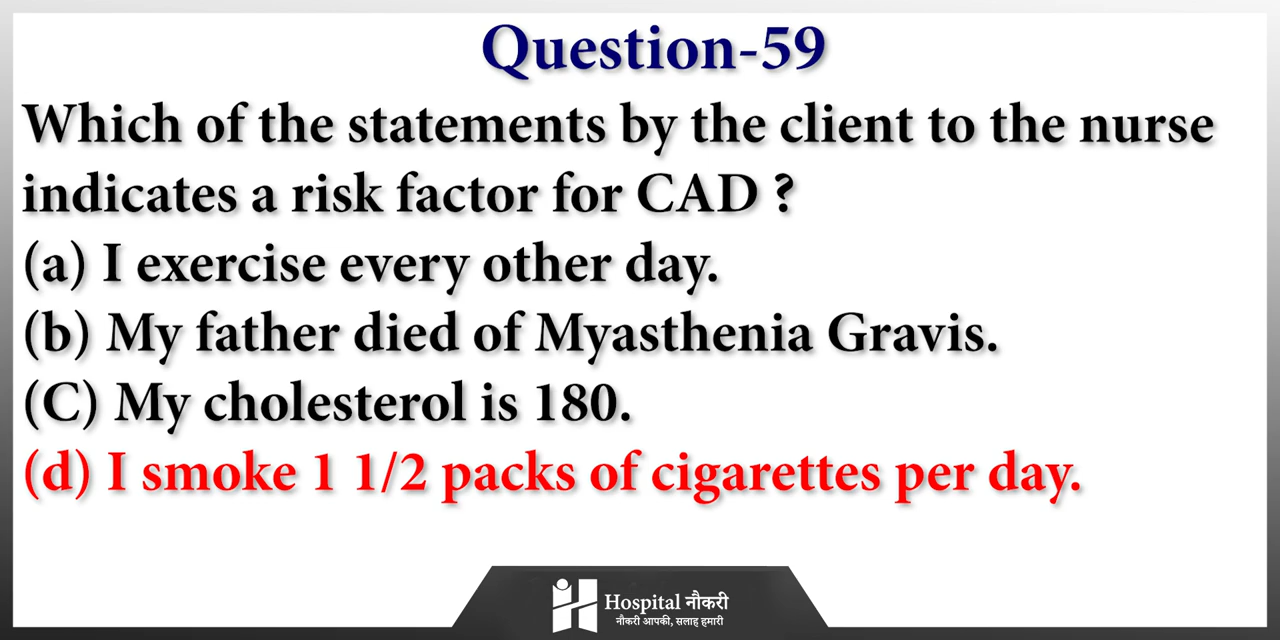 Question-59
Which of the statements by the client to the nurse
indicates a risk factor for CAD ?
(a) I exercise every other day.
(b) My father died of Myasthenia Gravis.
(C) My cholesterol is 180.
(d) I smoke 1 1/2 packs of cigarettes per day.
Hospital नौकरी
नौकरी आपकी, सलाह हमारी